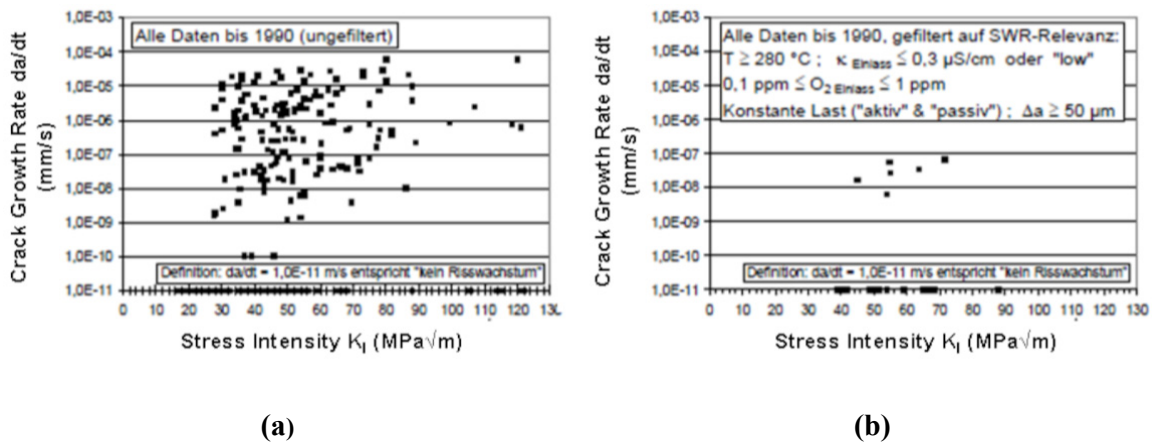 Crack Growth Rate da/dt
(mm/s)
1,0E-03
1,0E-04
1,0E-05
1,0E-06
1,0E-07
1,0E-08
1,0E-09
1,0E-10
1,0E-11
Alle Daten bis 1990 (ungefiltert)
Definition: da/dt = 1,0E-11 m/s entspricht "kein Risswachstum"
0 10 20 30 40 50 60 70 80 90 100 110 120 130
Stress Intensity K_I (MPa√m)
(a)
Crack Growth Rate da/dt
(mm/s)
1,0E-03
1,0E-04
1,0E-05
1,0E-06
1,0E-07
1,0E-08
1,0E-09
1,0E-10
1,0E-11
Alle Daten bis 1990, gefiltert auf SWR-Relevanz:
T ≥ 280 °C ; κ Einlass ≤ 0,3 µS/cm oder "low"
0,1 ppm ≤ O₂ Einlass ≤ 1 ppm
Konstante Last ("aktiv" & "passiv") ; Δa ≥ 50 µm
Definition: da/dt = 1,0E-11 m/s entspricht "kein Risswachstum"
0 10 20 30 40 50 60 70 80 90 100 110 120 130
Stress Intensity K_I (MPa√m)
(b)